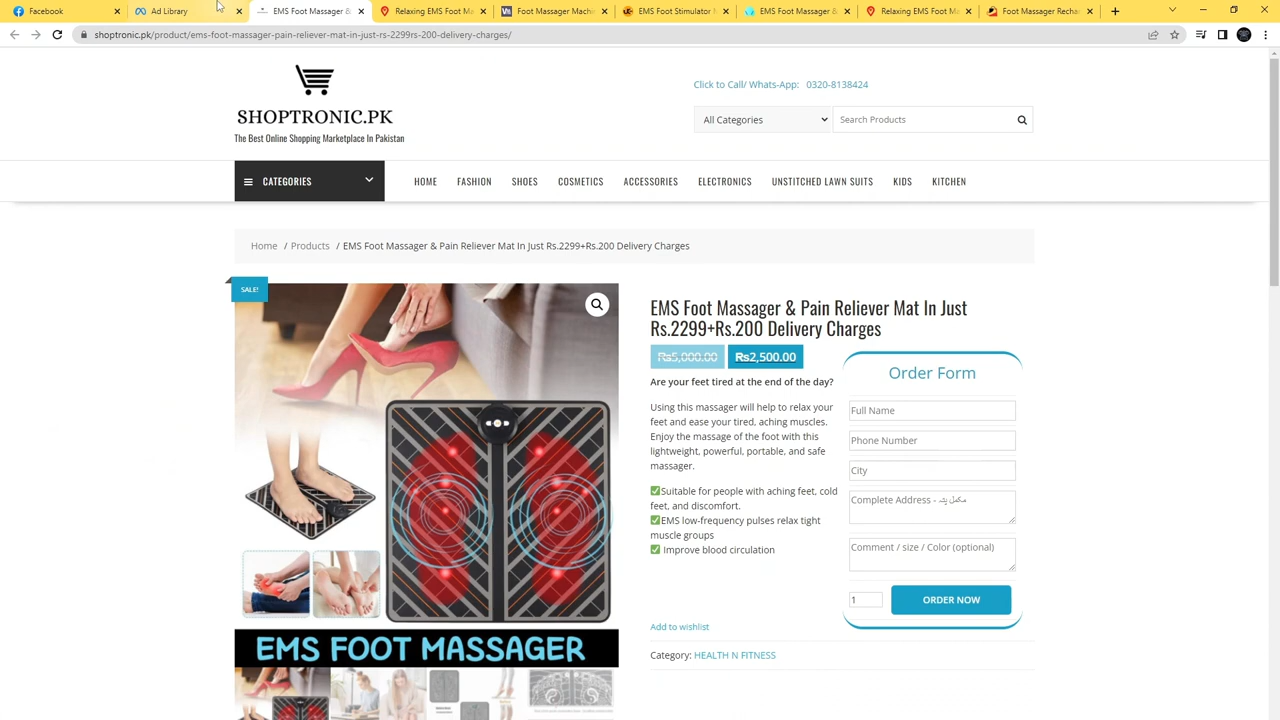 Facebook
Ad Library
EMS Foot Massager &
Relaxing EMS Foot Ma
Foot Massager Machi
EMS Foot Stimulator M
EMS Foot Massager &
Relaxing EMS Foot Ma
Foot Massager Rech
shoptronic.pk/product/ems-foot-massager-pain-reliever-mat-in-just-rs-2299rs-200-delivery-charges/
SHOPTRONIC.PK
The Best Online Shopping Marketplace In Pakistan
Click to Call/ Whats-App: 0320-8138424
All Categories
Search Products
CATEGORIES
HOME FASHION SHOES COSMETICS ACCESSORIES ELECTRONICS UNSTITCHED LAWN SUITS KIDS KITCHEN
Home / Products / EMS Foot Massager & Pain Reliever Mat In Just Rs.2299+Rs.200 Delivery Charges
SALE!
EMS FOOT MASSAGER
EMS Foot Massager & Pain Reliever Mat In Just
Rs.2299+Rs.200 Delivery Charges
₨5,000.00 ₨2,500.00
Are your feet tired at the end of the day?
Using this massager will help to relax your
feet and ease your tired, aching muscles.
Enjoy the massage of the foot with this
lightweight, powerful, portable, and safe
massager.
✅Suitable for people with aching feet, cold
feet, and discomfort.
✅EMS low-frequency pulses relax tight
muscle groups
✅ Improve blood circulation
Order Form
Full Name
Phone Number
City
Complete Address - مکمل پتہ
Comment / size / Color (optional)
1
ORDER NOW
Add to wishlist
Category: HEALTH N FITNESS